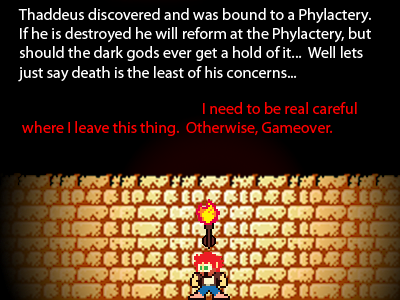 Thaddeus discovered and was bound to a Phylactery.
If he is destroyed he will reform at the Phylactery, but
should the dark gods ever get a hold of it... Well lets
just say death is the least of his concerns...
I need to be real careful
where I leave this thing. Otherwise, Gameover.